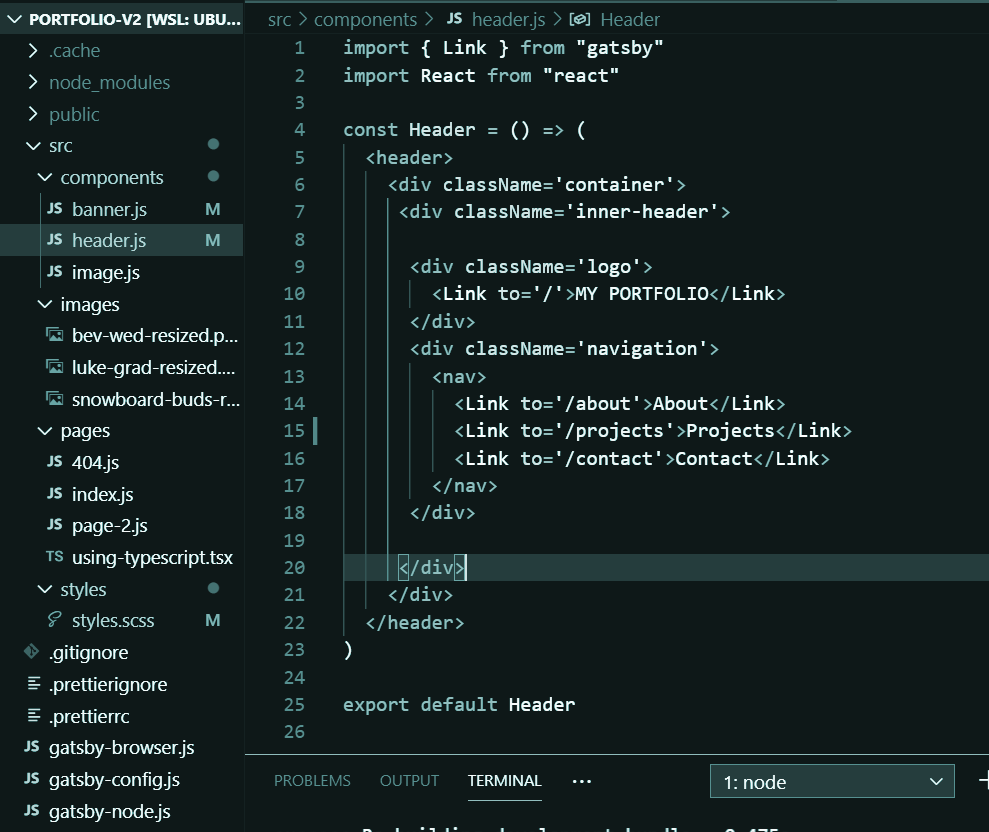 PORTFOLIO-V2 [WSL: UBU...
.cache
node_modules
public
src
components
JS banner.js M
JS header.js M
JS image.js
images
bev-wed-resized.p...
luke-grad-resized....
snowboard-buds-r...
pages
JS 404.js
JS index.js
JS page-2.js
TS using-typescript.tsx
styles
styles.scss M
.gitignore
.prettierignore
.prettierrc
JS gatsby-browser.js
JS gatsby-config.js
JS gatsby-node.js
src > components > JS header.js > Header
1 import { Link } from "gatsby"
2 import React from "react"
3
4 const Header = () => (
5 <header>
6 <div className='container'>
7 <div className='inner-header'>
8
9 <div className='logo'>
10 <Link to='/'>MY PORTFOLIO</Link>
11 </div>
12 <div className='navigation'>
13 <nav>
14 <Link to='/about'>About</Link>
15 <Link to='/projects'>Projects</Link>
16 <Link to='/contact'>Contact</Link>
17 </nav>
18 </div>
19
20 </div>
21 </div>
22 </header>
23 )
24
25 export default Header
26
PROBLEMS OUTPUT TERMINAL ... 1: node